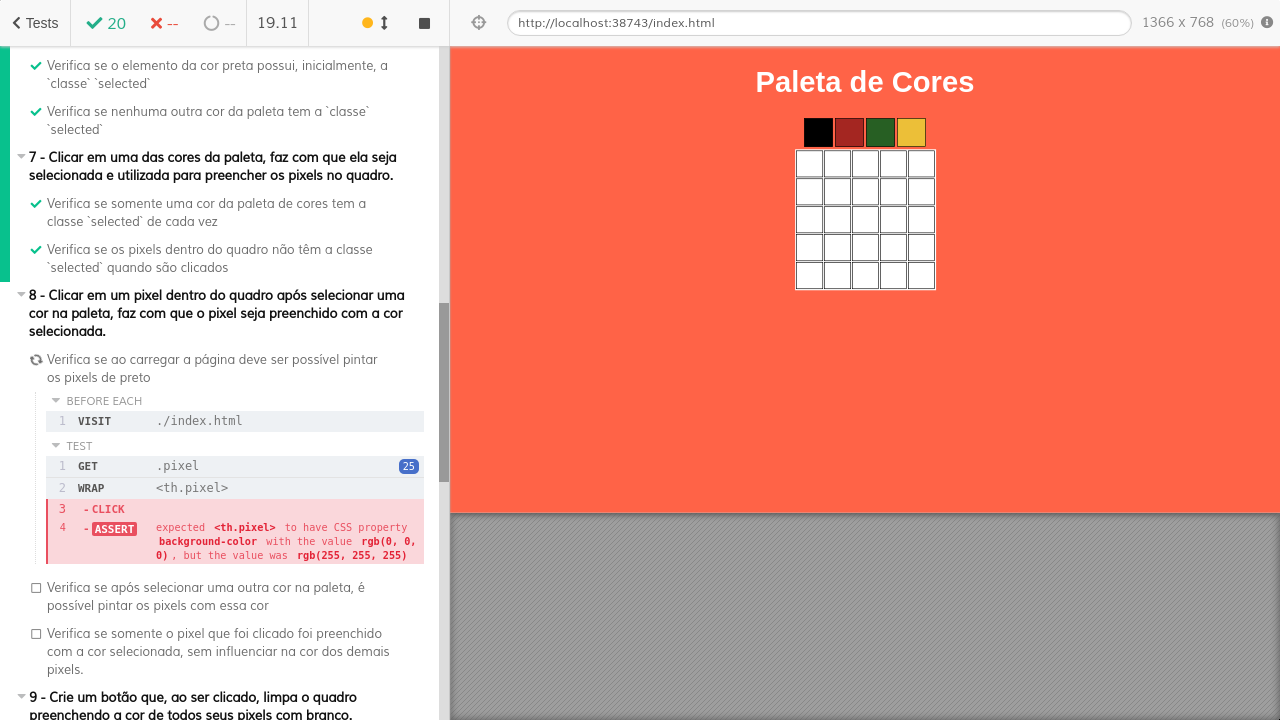 Tests
20
--
--
19.11
http://localhost:38743/index.html
1366 x 768 (60%)
Verifica se o elemento da cor preta possui, inicialmente, a
`classe` `selected`
Verifica se nenhuma outra cor da paleta tem a `classe`
`selected`
7 - Clicar em uma das cores da paleta, faz com que ela seja
selecionada e utilizada para preencher os pixels no quadro.
Verifica se somente uma cor da paleta de cores tem a
classe `selected` de cada vez
Verifica se os pixels dentro do quadro não têm a classe
`selected` quando são clicados
8 - Clicar em um pixel dentro do quadro após selecionar uma
cor na paleta, faz com que o pixel seja preenchido com a cor
selecionada.
Verifica se ao carregar a página deve ser possível pintar
os pixels de preto
BEFORE EACH
1 VISIT ./index.html
TEST
1 GET .pixel 25
2 WRAP <th.pixel>
3 - CLICK
4 - ASSERT expected <th.pixel> to have CSS property
background-color with the value rgb(0, 0,
0), but the value was rgb(255, 255, 255)
Verifica se após selecionar uma outra cor na paleta, é
possível pintar os pixels com essa cor
Verifica se somente o pixel que foi clicado foi preenchido
com a cor selecionada, sem influenciar na cor dos demais
pixels.
9 - Crie um botão que, ao ser clicado, limpa o quadro
preenchendo a cor de todos seus pixels com branco.
Paleta de Cores